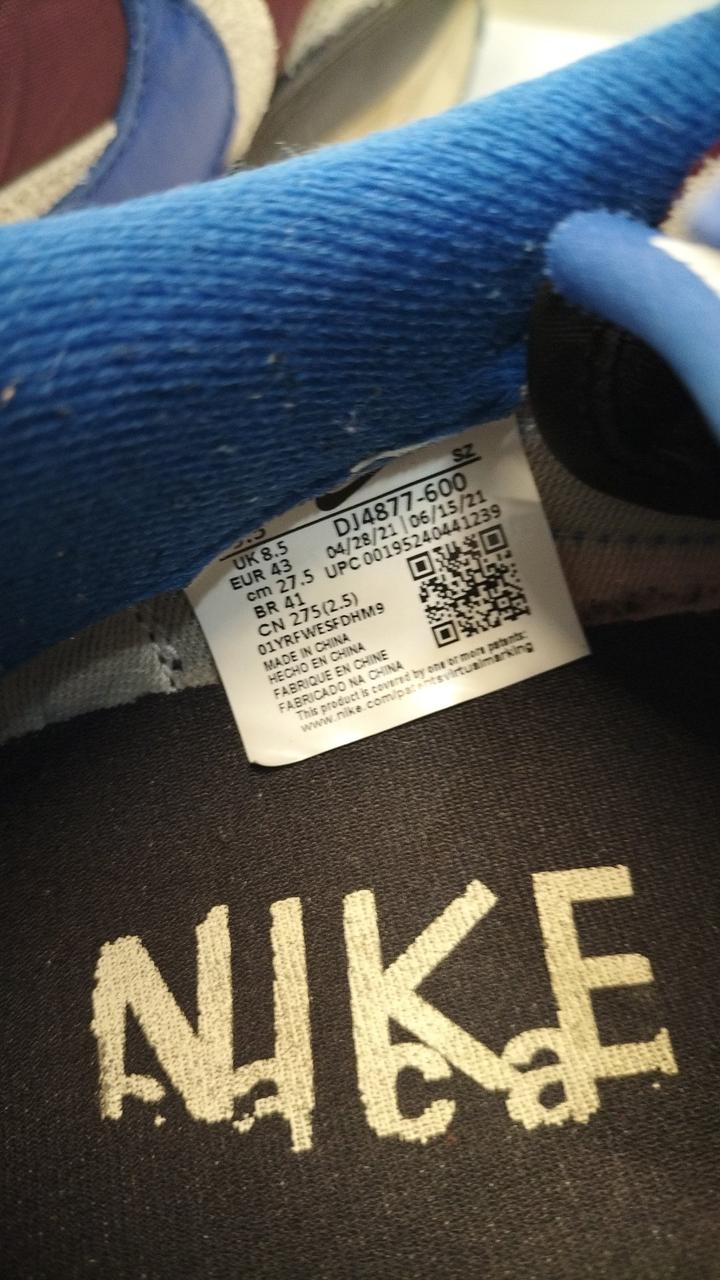 SZ
UK 8.5
EUR 43
cm 27.5
BR 41
CN 275(2.5)
DJ4877-600
04/28/21 | 06/15/21
UPC 00195240441239
01YRFWESFDHM9
MADE IN CHINA
HECHO EN CHINA
FABRIQUE EN CHINE
FABRICADO NA CHINA
This product is covered by one or more patents:
www.nike.com/patentsvirtualmarking
NIKE
sacai